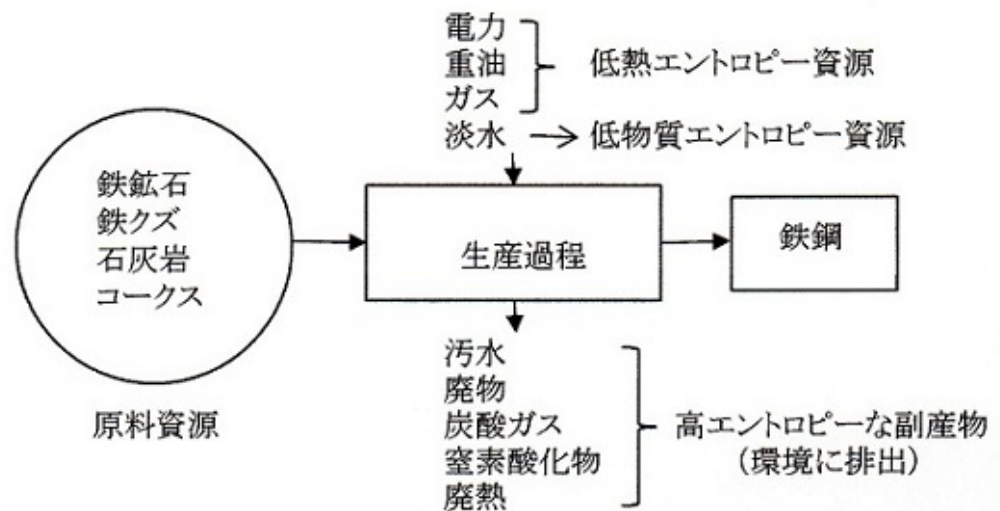 電力
重油
ガス
低熱エントロピー資源
淡水
低物質エントロピー資源
鉄鉱石
鉄クズ
石灰岩
コークス
原料資源
生産過程
鉄鋼
汚水
廃物
炭酸ガス
窒素酸化物
廃熱
高エントロピーな副産物
（環境に排出）